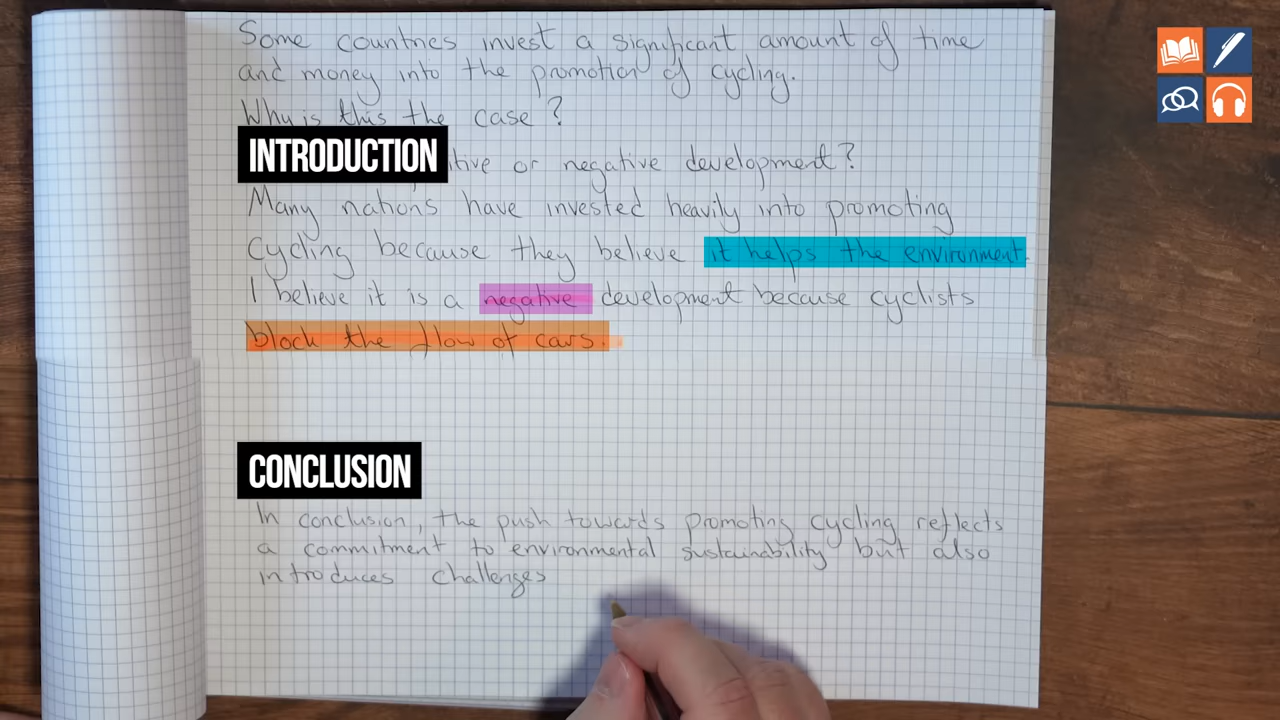 Some countries invest a significant amount of time
and money into the promotion of cycling.
Why is this the case?
INTRODUCTION
or negative development?
Many nations have invested heavily into promoting
cycling because they believe it helps the environment.
I believe it is a negative development because cyclists
block the flow of cars.
CONCLUSION
In conclusion, the push towards promoting cycling reflects
a commitment to environmental sustainability but also
introduces challenges